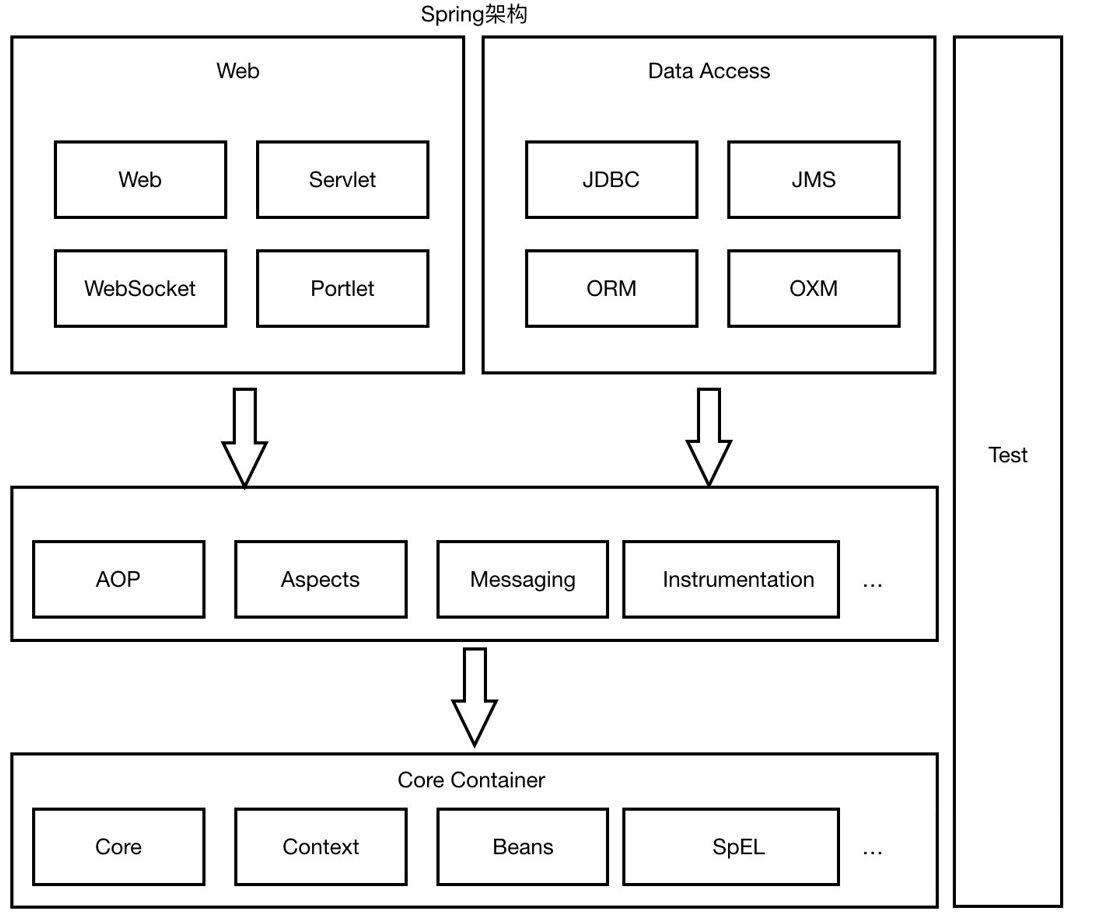 Spring架构
Web
Data Access
Web
Servlet
JDBC
JMS
WebSocket
Portlet
ORM
OXM
Test
AOP
Aspects
Messaging
Instrumentation
...
Core Container
Core
Context
Beans
SpEL
...